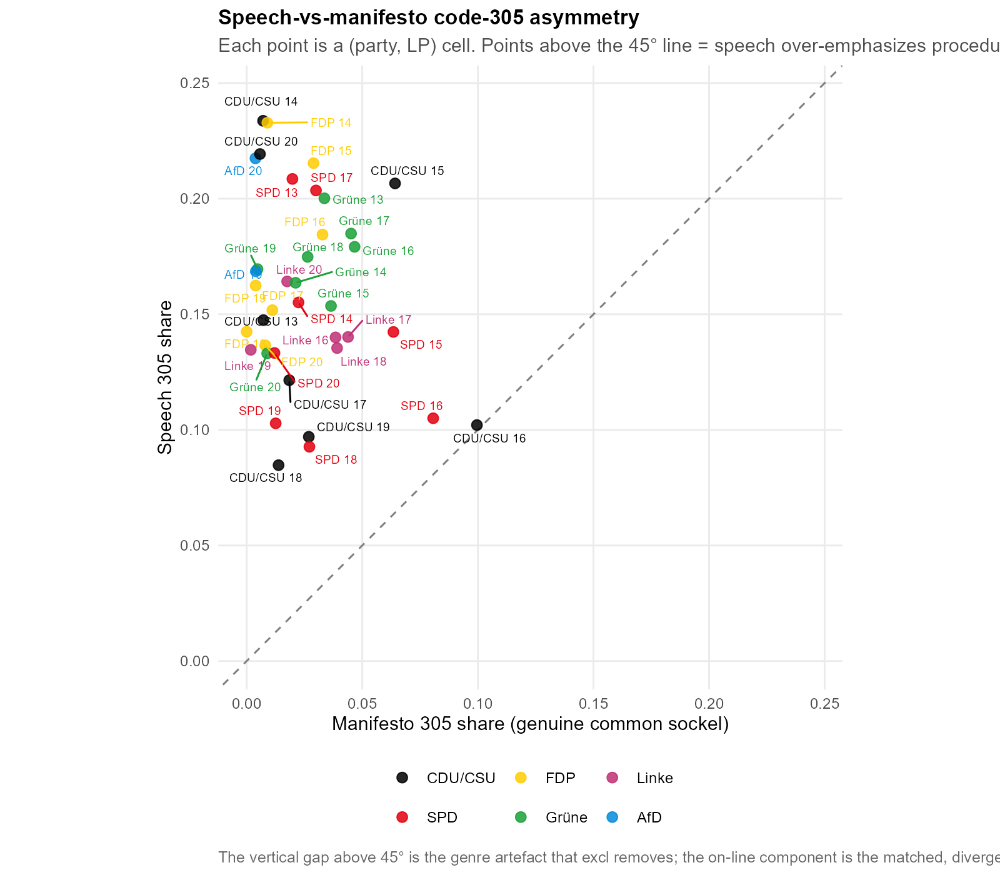 Speech-vs-manifesto code-305 asymmetry
Each point is a (party, LP) cell. Points above the 45° line = speech over-emphasizes procedu
0.25
CDU/CSU 14
FDP 14
CDU/CSU 20
FDP 15
AfD 20
CDU/CSU 15
SPD 17
SPD 13
0.20
Grüne 13
FDP 16
Grüne 17
Grüne 19
Grüne 18
Grüne 16
AfD 19
Linke 20
Grüne 14
FDP 19
FDP 17
Grüne 15
0.15
CDU/CSU 13
SPD 14
Linke 17
FDP
Linke 16
SPD 15
Linke 19
FDP 20
Linke 18
Grüne 20
SPD 20
CDU/CSU 17
SPD 19
SPD 16
0.10
CDU/CSU 19
CDU/CSU 16
SPD 18
CDU/CSU 18
0.05
0.00
Speech 305 share
0.00 0.05 0.10 0.15 0.20 0.25
Manifesto 305 share (genuine common sockel)
CDU/CSU FDP Linke
SPD Grüne AfD
The vertical gap above 45° is the genre artefact that excl removes; the on-line component is the matched, diverge